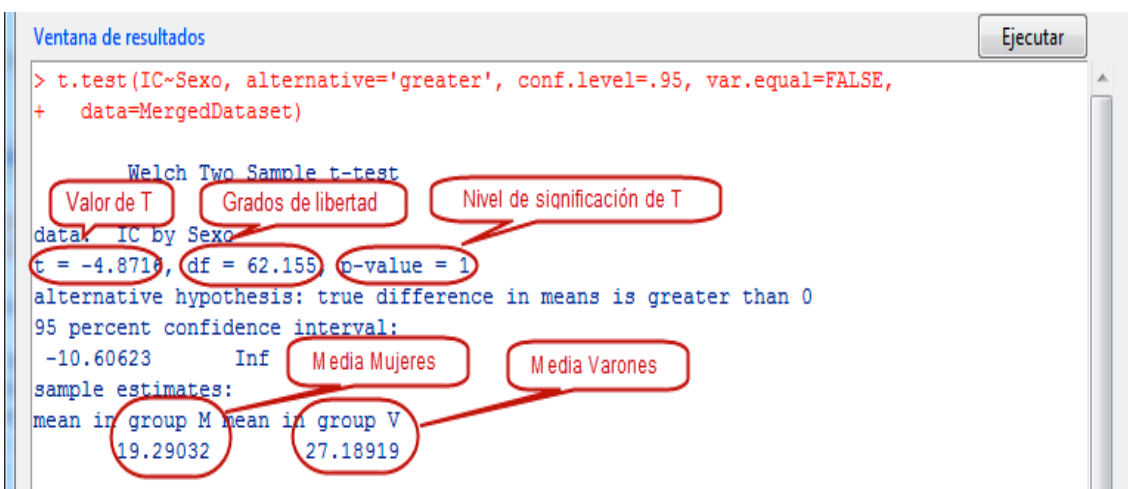 Ventana de resultados
Ejecutar
> t.test(IC~Sexo, alternative='greater', conf.level=.95, var.equal=FALSE,
+ data=MergedDataset)
Welch Two Sample t-test
Valor de T
Grados de libertad
Nivel de significación de T
data: IC by Sexo
t = -4.8716, df = 62.155, p-value = 1
alternative hypothesis: true difference in means is greater than 0
95 percent confidence interval:
-10.60623 Inf
Media Mujeres
Media Varones
sample estimates:
mean in group M mean in group V
19.29032 27.18919